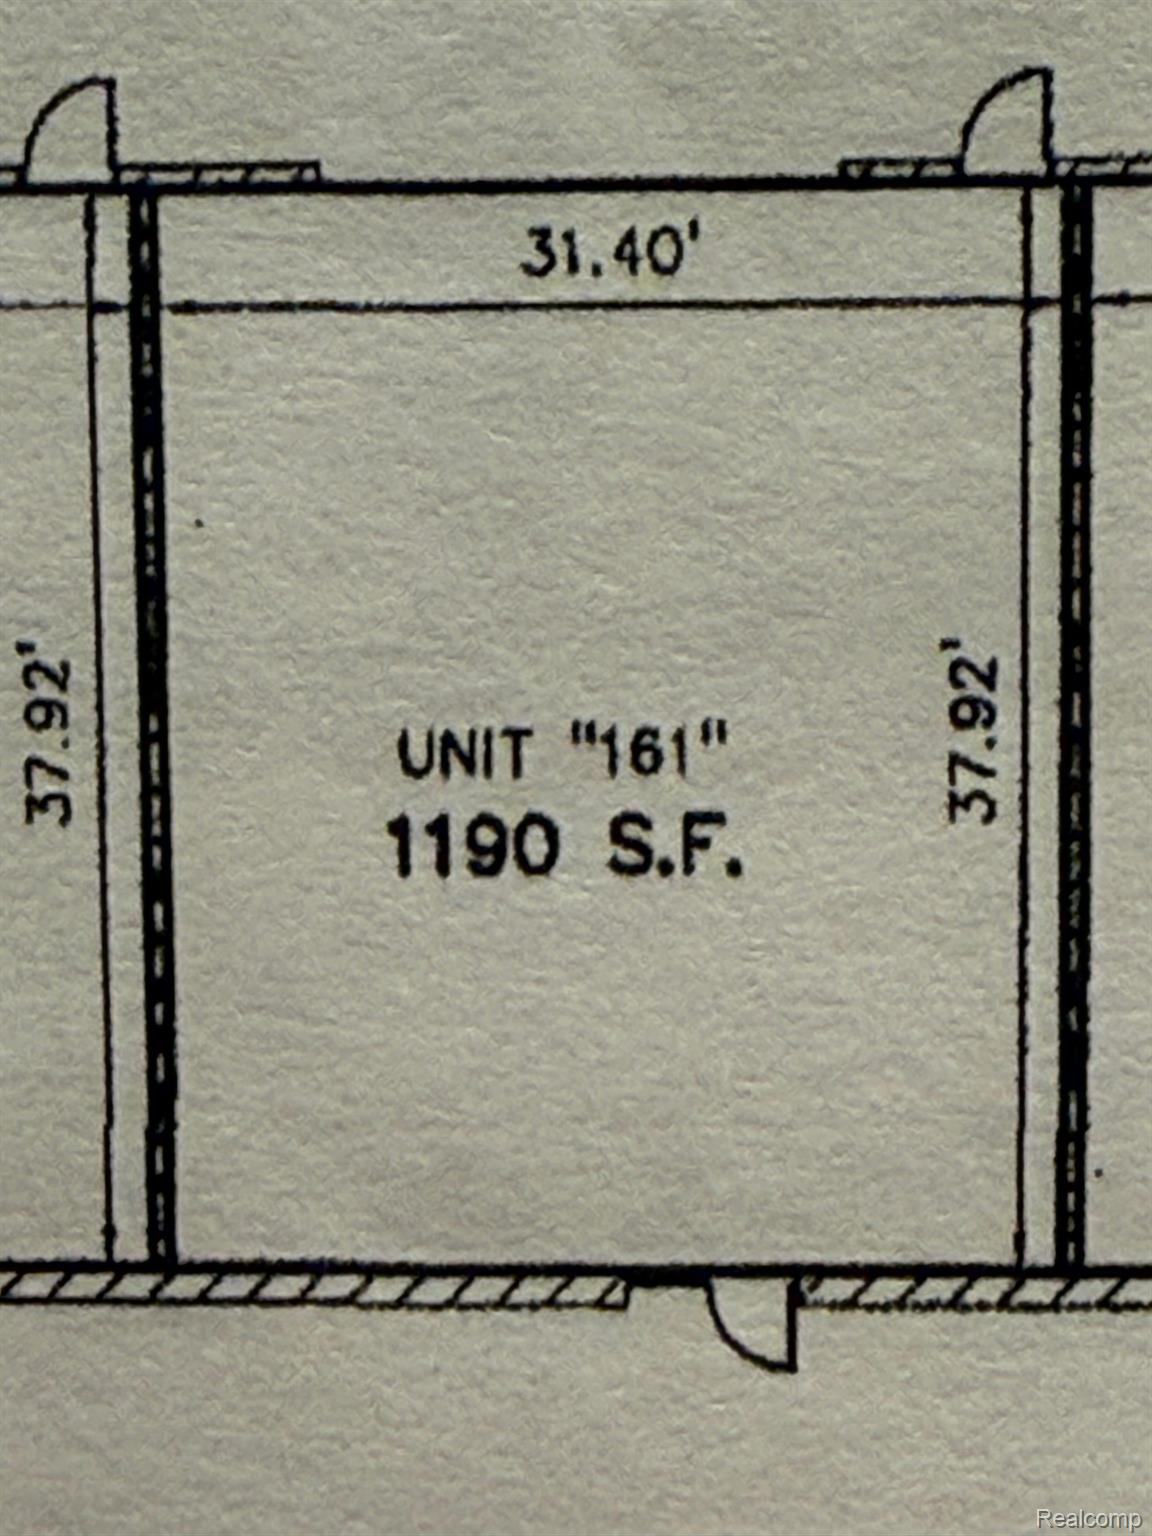 31.40'
37.92'
37.92'
UNIT "161"
1190 S.F.
Realcomp